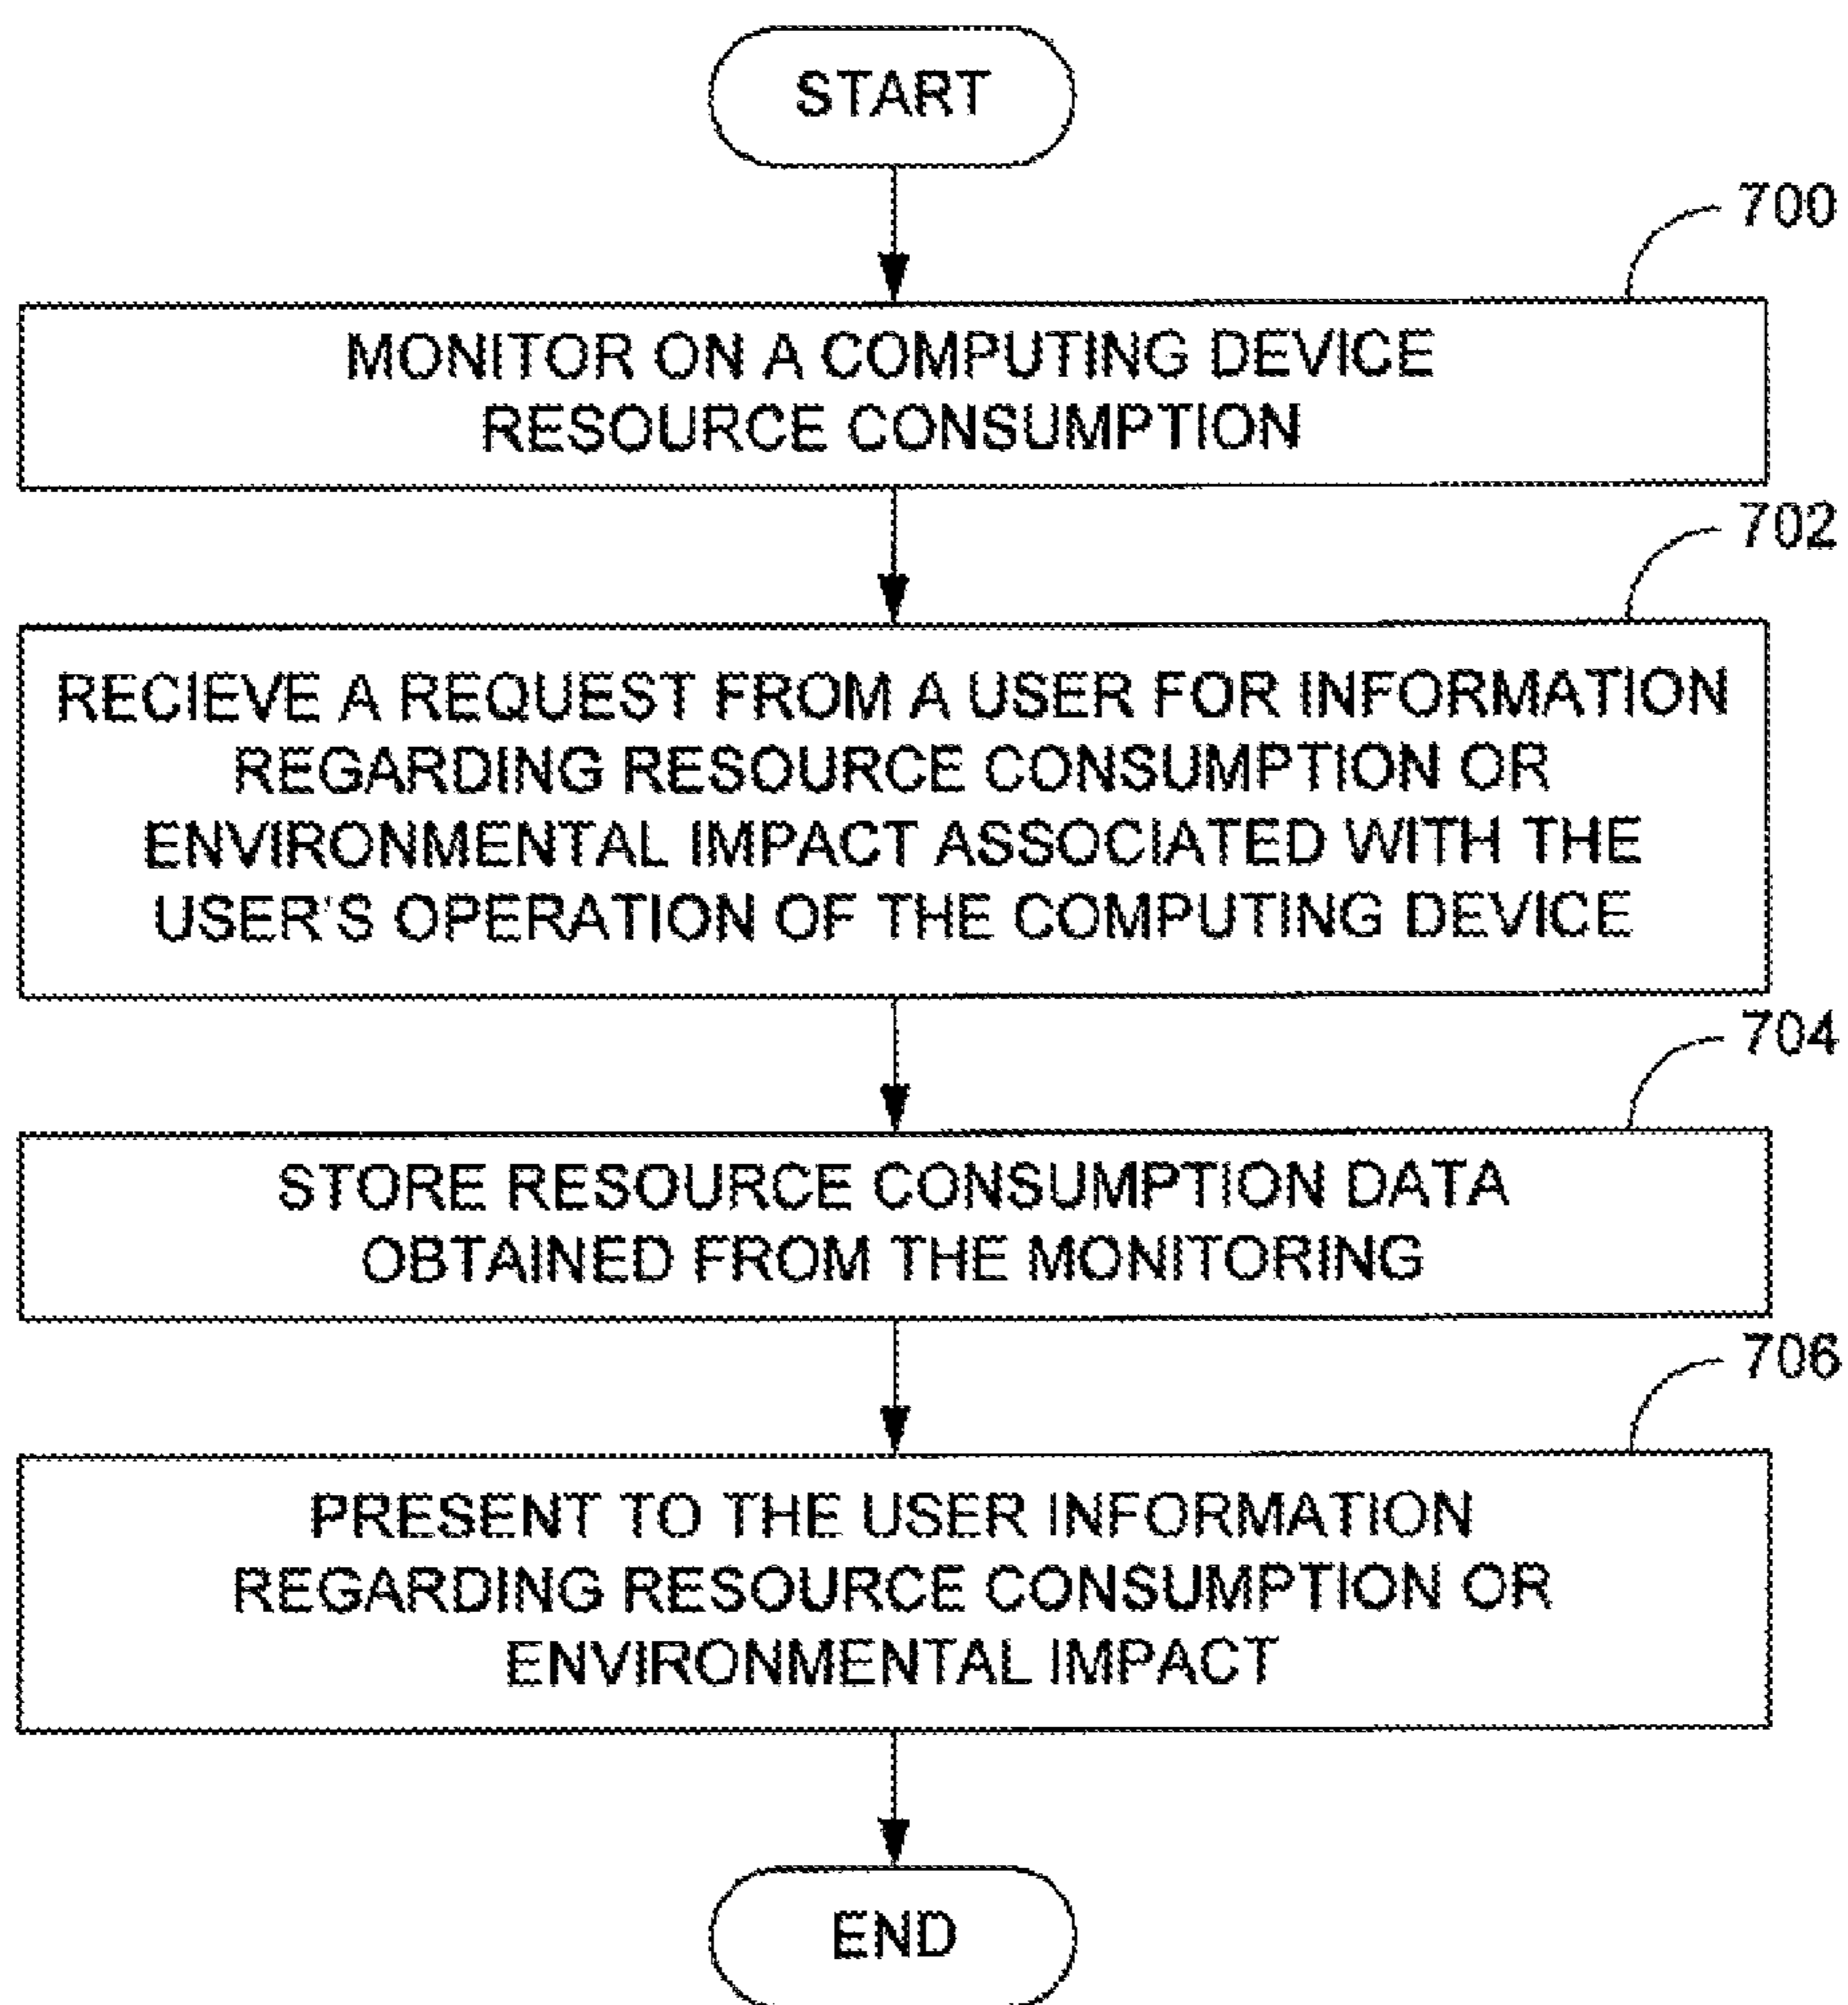 START
700
MONITOR ON A COMPUTING DEVICE
RESOURCE CONSUMPTION
702
RECIEVE A REQUEST FROM A USER FOR INFORMATION
REGARDING RESOURCE CONSUMPTION OR
ENVIRONMENTAL IMPACT ASSOCIATED WITH THE
USER'S OPERATION OF THE COMPUTING DEVICE
704
STORE RESOURCE CONSUMPTION DATA
OBTAINED FROM THE MONITORING
706
PRESENT TO THE USER INFORMATION
REGARDING RESOURCE CONSUMPTION OR
ENVIRONMENTAL IMPACT
END